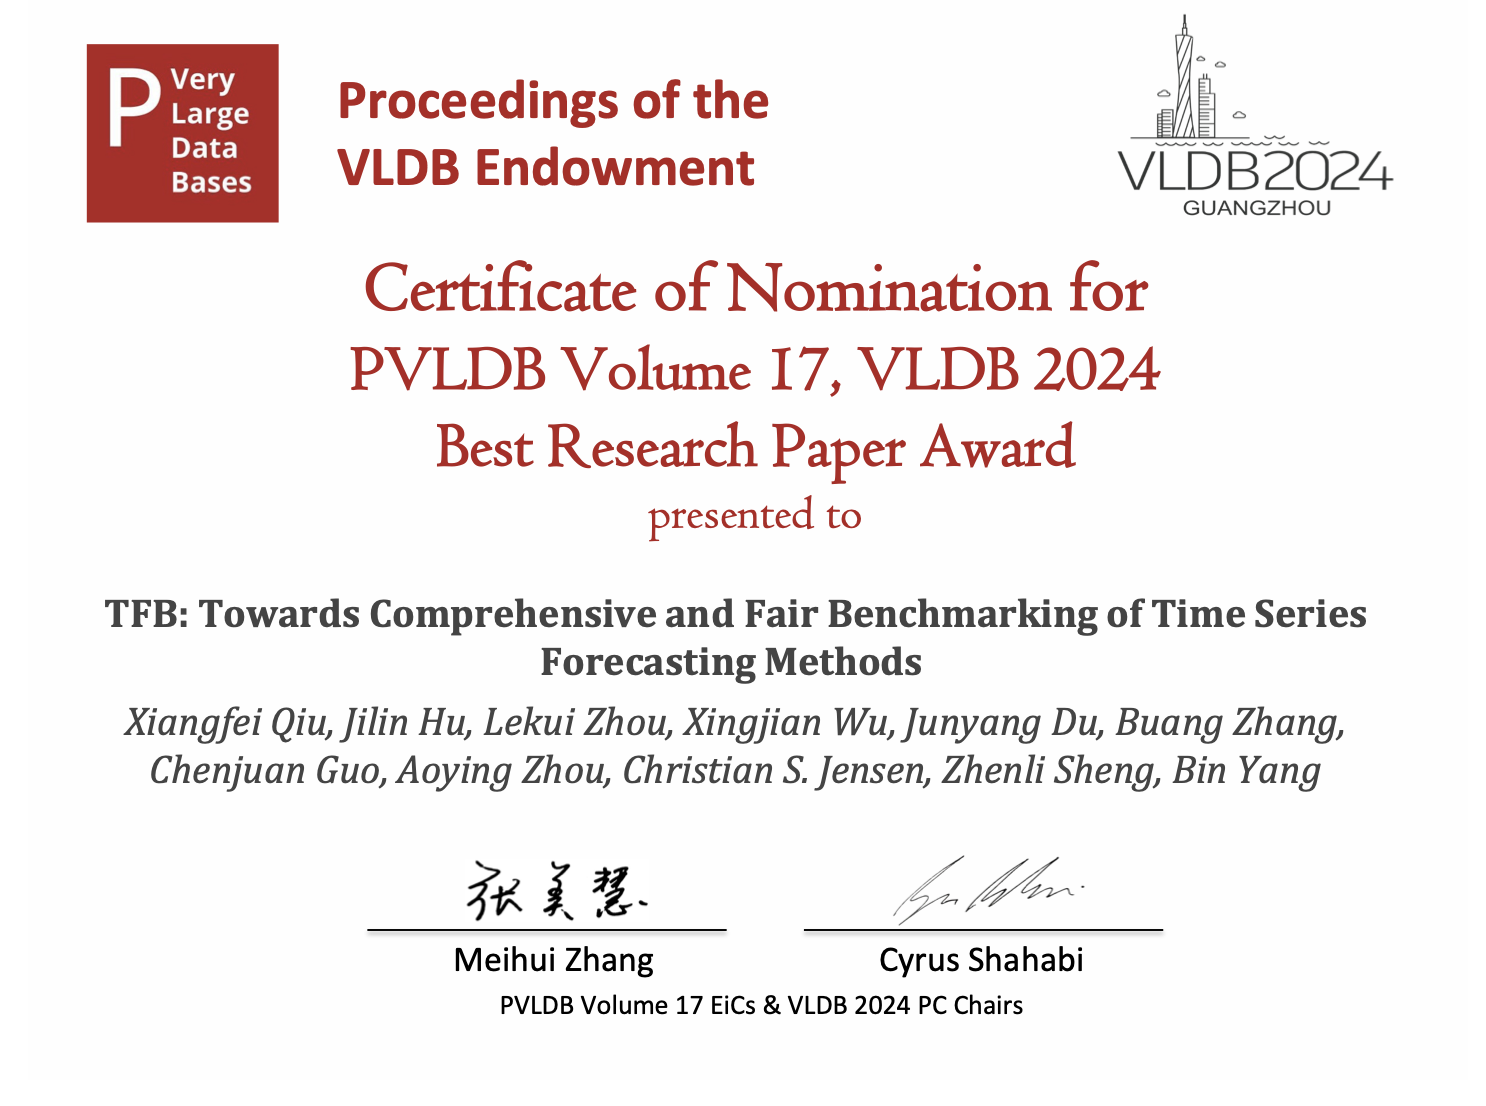 P Very
Large
Data
Bases
Proceedings of the
VLDB Endowment
VLDB2024
GUANGZHOU
Certificate of Nomination for
PVLDB Volume 17, VLDB 2024
Best Research Paper Award
presented to
TFB: Towards Comprehensive and Fair Benchmarking of Time Series
Forecasting Methods
Xiangfei Qiu, Jilin Hu, Lekui Zhou, Xingjian Wu, Junyang Du, Buang Zhang,
Chenjuan Guo, Aoying Zhou, Christian S. Jensen, Zhenli Sheng, Bin Yang
张美慧
Meihui Zhang
Cyrus Shahabi
PVLDB Volume 17 EiCs & VLDB 2024 PC Chairs